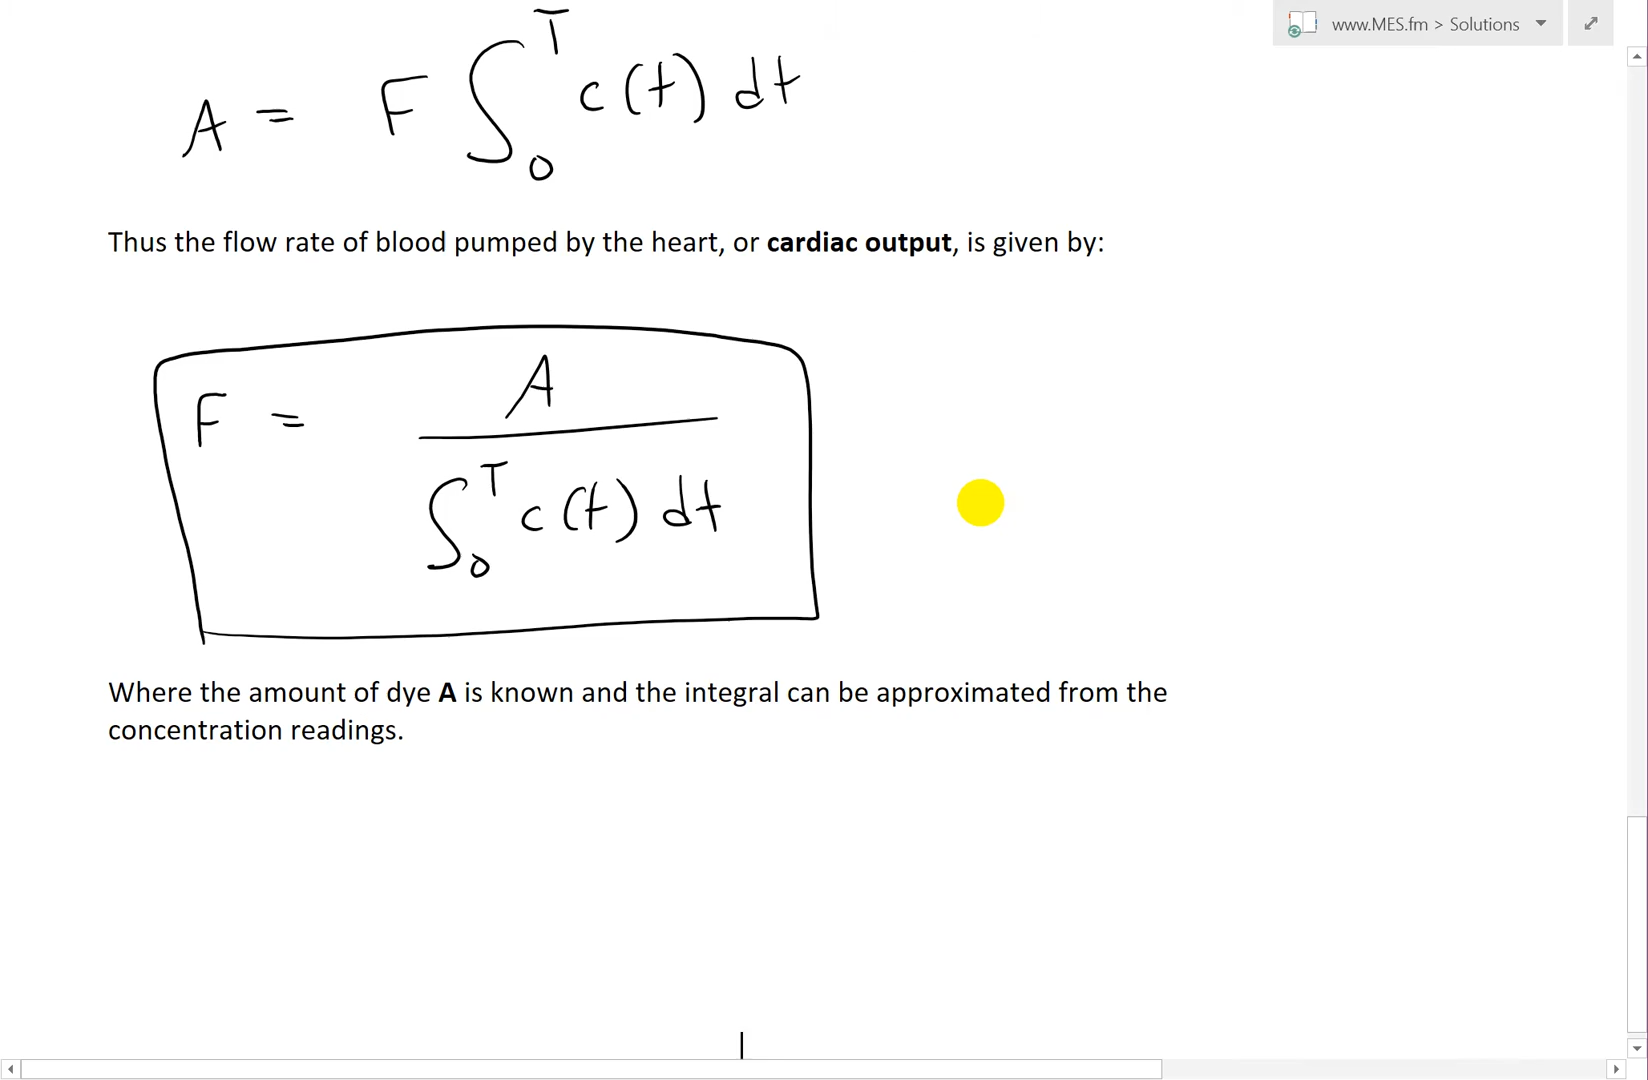 www.MES.fm > Solutions
A = F ∫₀ᵀ c(t) dt
Thus the flow rate of blood pumped by the heart, or cardiac output, is given by:
F = A / ∫₀ᵀ c(t) dt
Where the amount of dye A is known and the integral can be approximated from the
concentration readings.